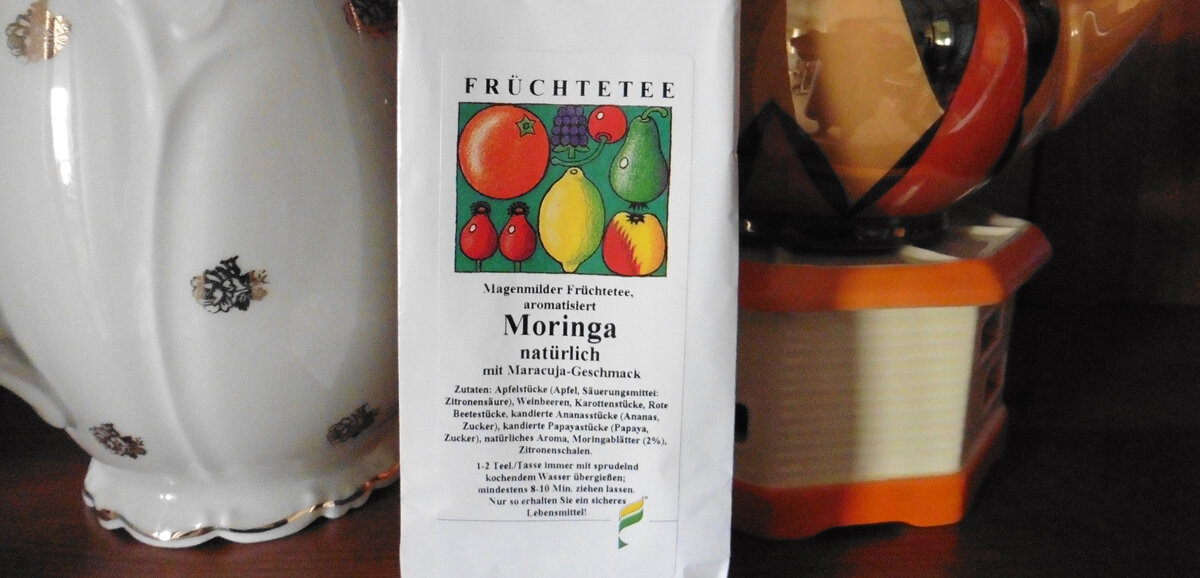 FRÜCHTETEE
Magenmilder Früchtetee,
aromatisiert
Moringa
natürlich
mit Maracuja-Geschmack
Zutaten: Apfelstücke (Apfel, Säuerungsmittel:
Zitronensäure), Weinbeeren, Karottenstücke, Rote
Beetestücke, kandierte Ananasstücke (Ananas,
Zucker), kandierte Papayastücke (Papaya,
Zucker), natürliches Aroma, Moringablätter (2%),
Zitronenschalen.
1-2 Teel./Tasse immer mit sprudelnd
kochendem Wasser übergießen;
mindestens 8-10 Min. ziehen lassen.
Nur so erhalten Sie ein sicheres
Lebensmittel!